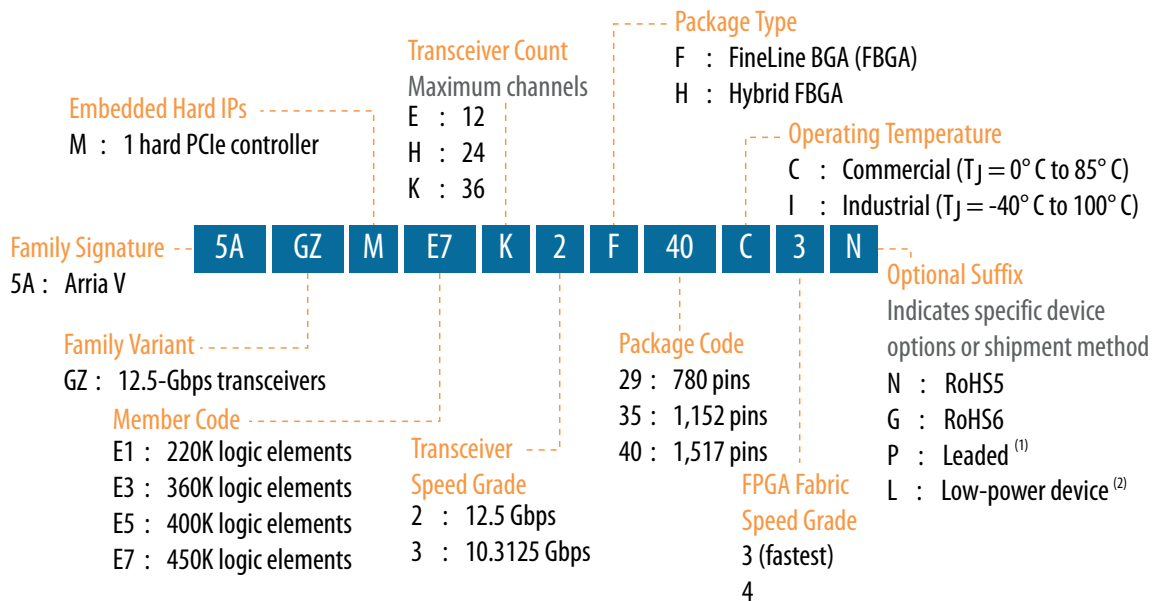 Package Type
F : FineLine BGA (FBGA)
H : Hybrid FBGA
Transceiver Count
Maximum channels
E : 12
H : 24
K : 36
Embedded Hard IPs
M : 1 hard PCIe controller
Operating Temperature
C : Commercial (TJ = 0° C to 85° C)
I : Industrial (TJ = -40° C to 100° C)
Family Signature
5A : Arria V
5A GZ M E7 K 2 F 40 C 3 N
Optional Suffix
Indicates specific device
options or shipment method
N : RoHS5
G : RoHS6
P : Leaded (1)
L : Low-power device (2)
Family Variant
GZ : 12.5-Gbps transceivers
Member Code
E1 : 220K logic elements
E3 : 360K logic elements
E5 : 400K logic elements
E7 : 450K logic elements
Transceiver
Speed Grade
2 : 12.5 Gbps
3 : 10.3125 Gbps
Package Code
29 : 780 pins
35 : 1,152 pins
40 : 1,517 pins
FPGA Fabric
Speed Grade
3 (fastest)
4